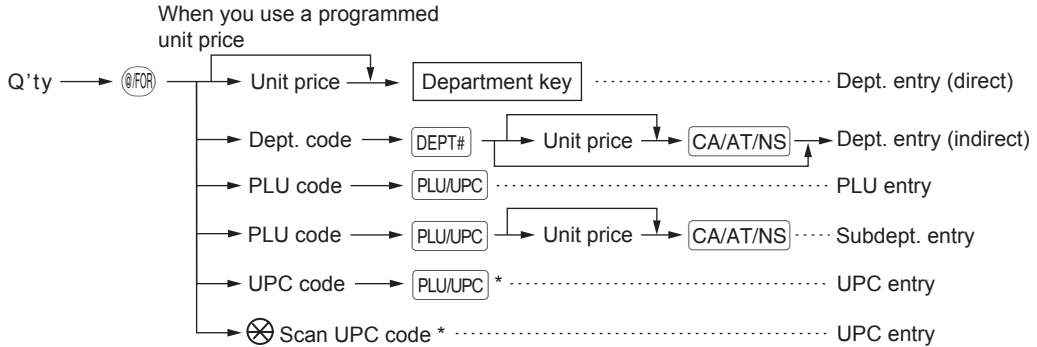 When you use a programmed
unit price
Q'ty @/FOR Unit price Department key Dept. entry (direct)
Dept. code DEPT# Unit price CA/AT/NS Dept. entry (indirect)
PLU code PLU/UPC PLU entry
PLU code PLU/UPC Unit price CA/AT/NS Subdept. entry
UPC code PLU/UPC * UPC entry
Scan UPC code * UPC entry